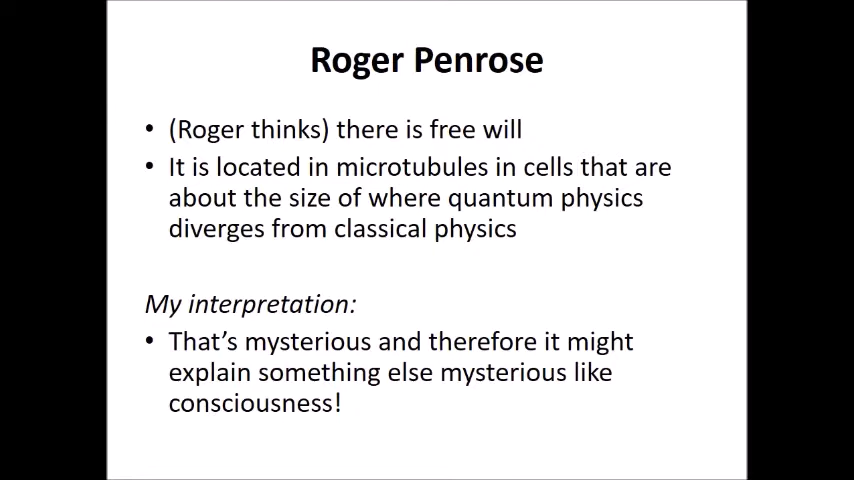 Roger Penrose
• (Roger thinks) there is free will
• It is located in microtubules in cells that are
about the size of where quantum physics
diverges from classical physics
My interpretation:
• That's mysterious and therefore it might
explain something else mysterious like
consciousness!